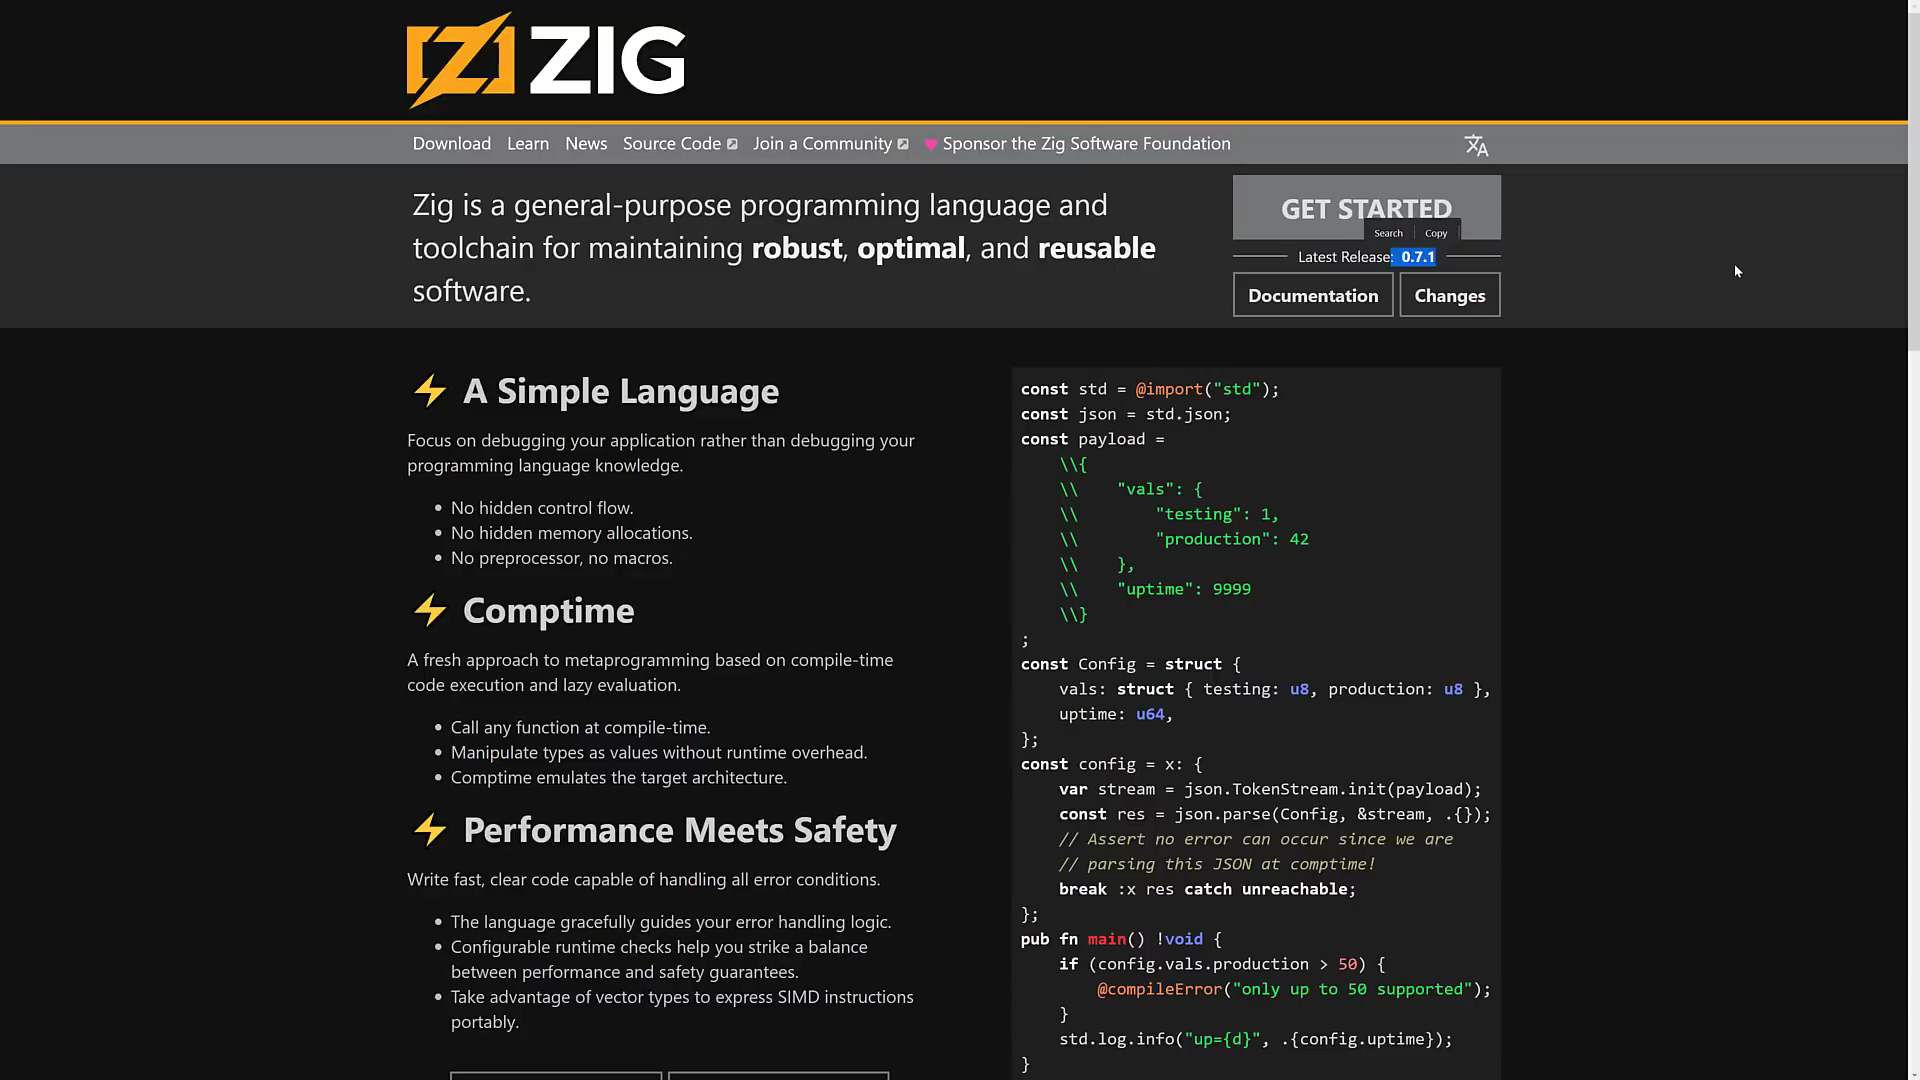 ZIG
Download Learn News Source Code Join a Community Sponsor the Zig Software Foundation
Zig is a general-purpose programming language and
toolchain for maintaining robust, optimal, and reusable
software.
GET STARTED
Search Copy
Latest Release: 0.7.1
Documentation Changes
A Simple Language
Focus on debugging your application rather than debugging your
programming language knowledge.
• No hidden control flow.
• No hidden memory allocations.
• No preprocessor, no macros.
Comptime
A fresh approach to metaprogramming based on compile-time
code execution and lazy evaluation.
• Call any function at compile-time.
• Manipulate types as values without runtime overhead.
• Comptime emulates the target architecture.
Performance Meets Safety
Write fast, clear code capable of handling all error conditions.
• The language gracefully guides your error handling logic.
• Configurable runtime checks help you strike a balance
between performance and safety guarantees.
• Take advantage of vector types to express SIMD instructions
portably.
const std = @import("std");
const json = std.json;
const payload =
    \\{
    \\    "vals": {
    \\        "testing": 1,
    \\        "production": 42
    \\    },
    \\    "uptime": 9999
    \\}
;
const Config = struct {
    vals: struct { testing: u8, production: u8 },
    uptime: u64,
};
const config = x: {
    var stream = json.TokenStream.init(payload);
    const res = json.parse(Config, &stream, .{});
    // Assert no error can occur since we are
    // parsing this JSON at comptime!
    break :x res catch unreachable;
};
pub fn main() !void {
    if (config.vals.production > 50) {
        @compileError("only up to 50 supported");
    }
    std.log.info("up={d}", .{config.uptime});
}